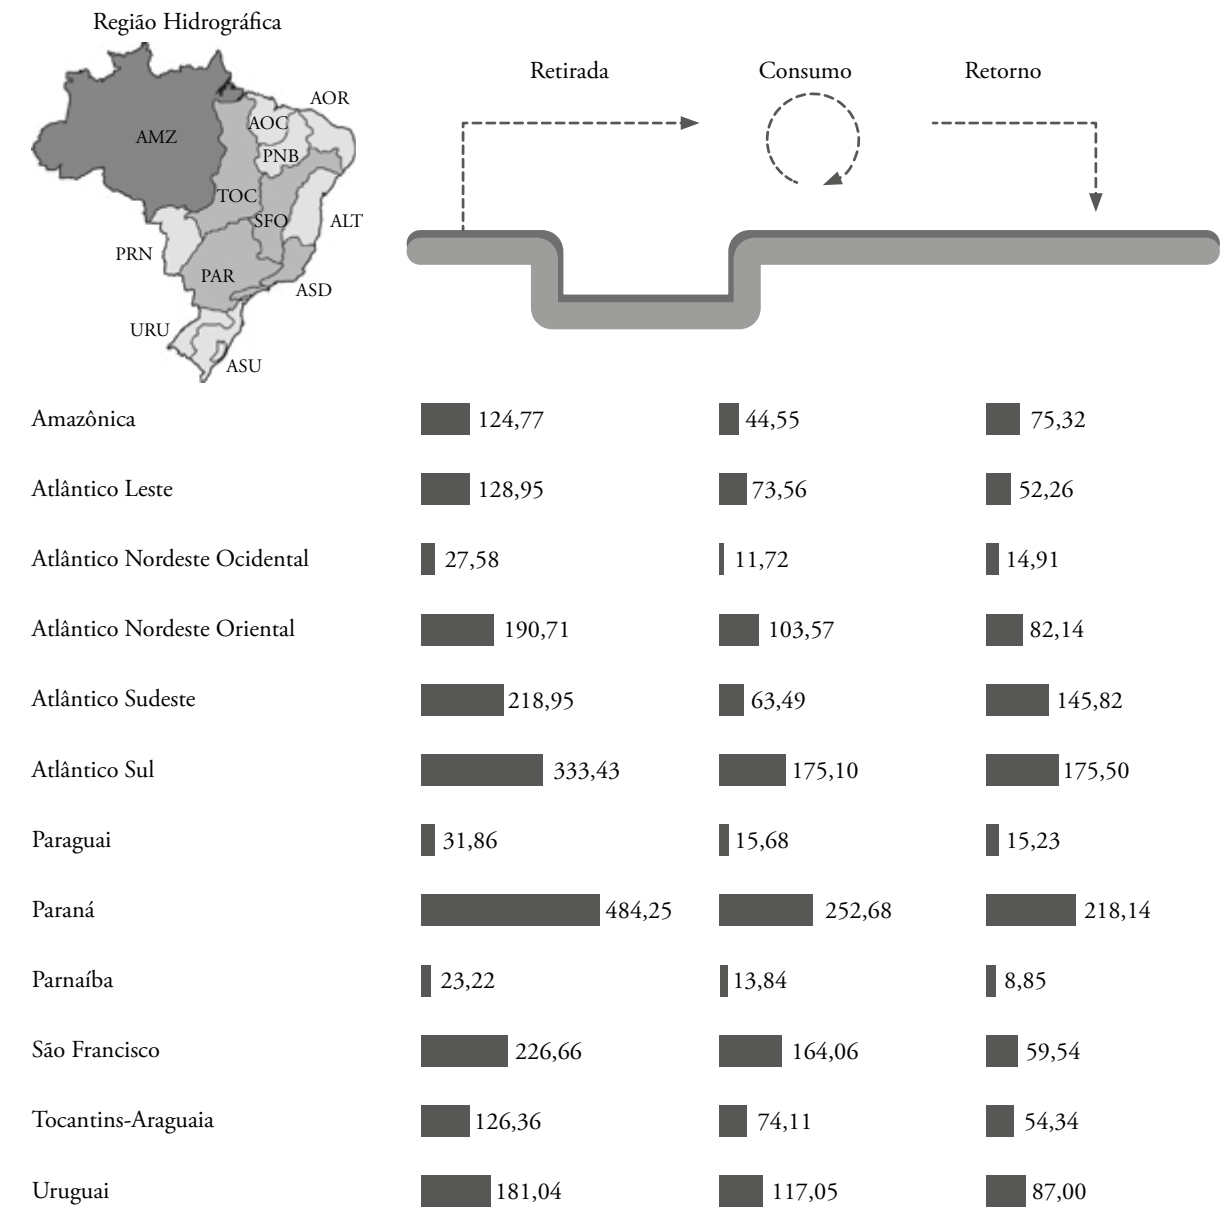 Região Hidrográfica
Retirada Consumo Retorno
AOR
AOC
AMZ
PNB
TOC
SFO
ALT
PRN
PAR
ASD
URU
ASU
Amazônica 124,77 44,55 75,32
Atlântico Leste 128,95 73,56 52,26
Atlântico Nordeste Ocidental 27,58 11,72 14,91
Atlântico Nordeste Oriental 190,71 103,57 82,14
Atlântico Sudeste 218,95 63,49 145,82
Atlântico Sul 333,43 175,10 175,50
Paraguai 31,86 15,68 15,23
Paraná 484,25 252,68 218,14
Parnaíba 23,22 13,84 8,85
São Francisco 226,66 164,06 59,54
Tocantins-Araguaia 126,36 74,11 54,34
Uruguai 181,04 117,05 87,00